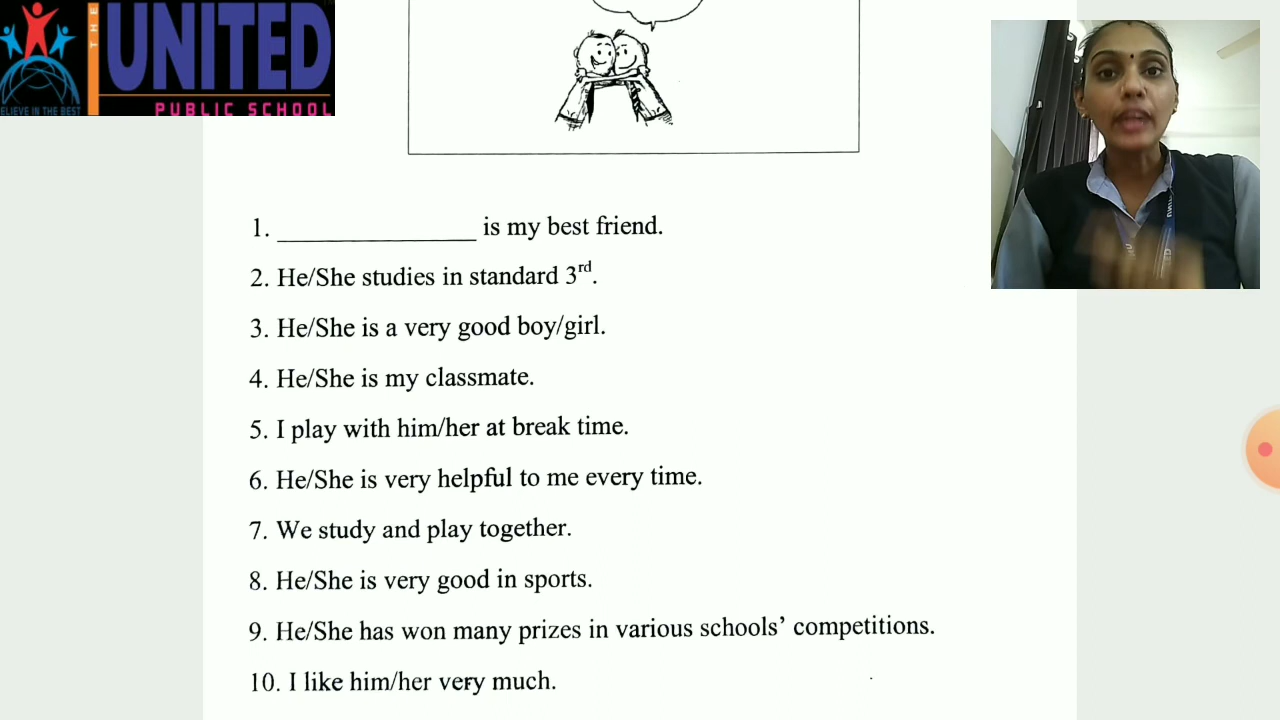 THE
UNITED
PUBLIC SCHOOL
ELIEVE IN THE BEST
1. _______________ is my best friend.
2. He/She studies in standard 3rd.
3. He/She is a very good boy/girl.
4. He/She is my classmate.
5. I play with him/her at break time.
6. He/She is very helpful to me every time.
7. We study and play together.
8. He/She is very good in sports.
9. He/She has won many prizes in various schools’ competitions.
10. I like him/her very much.